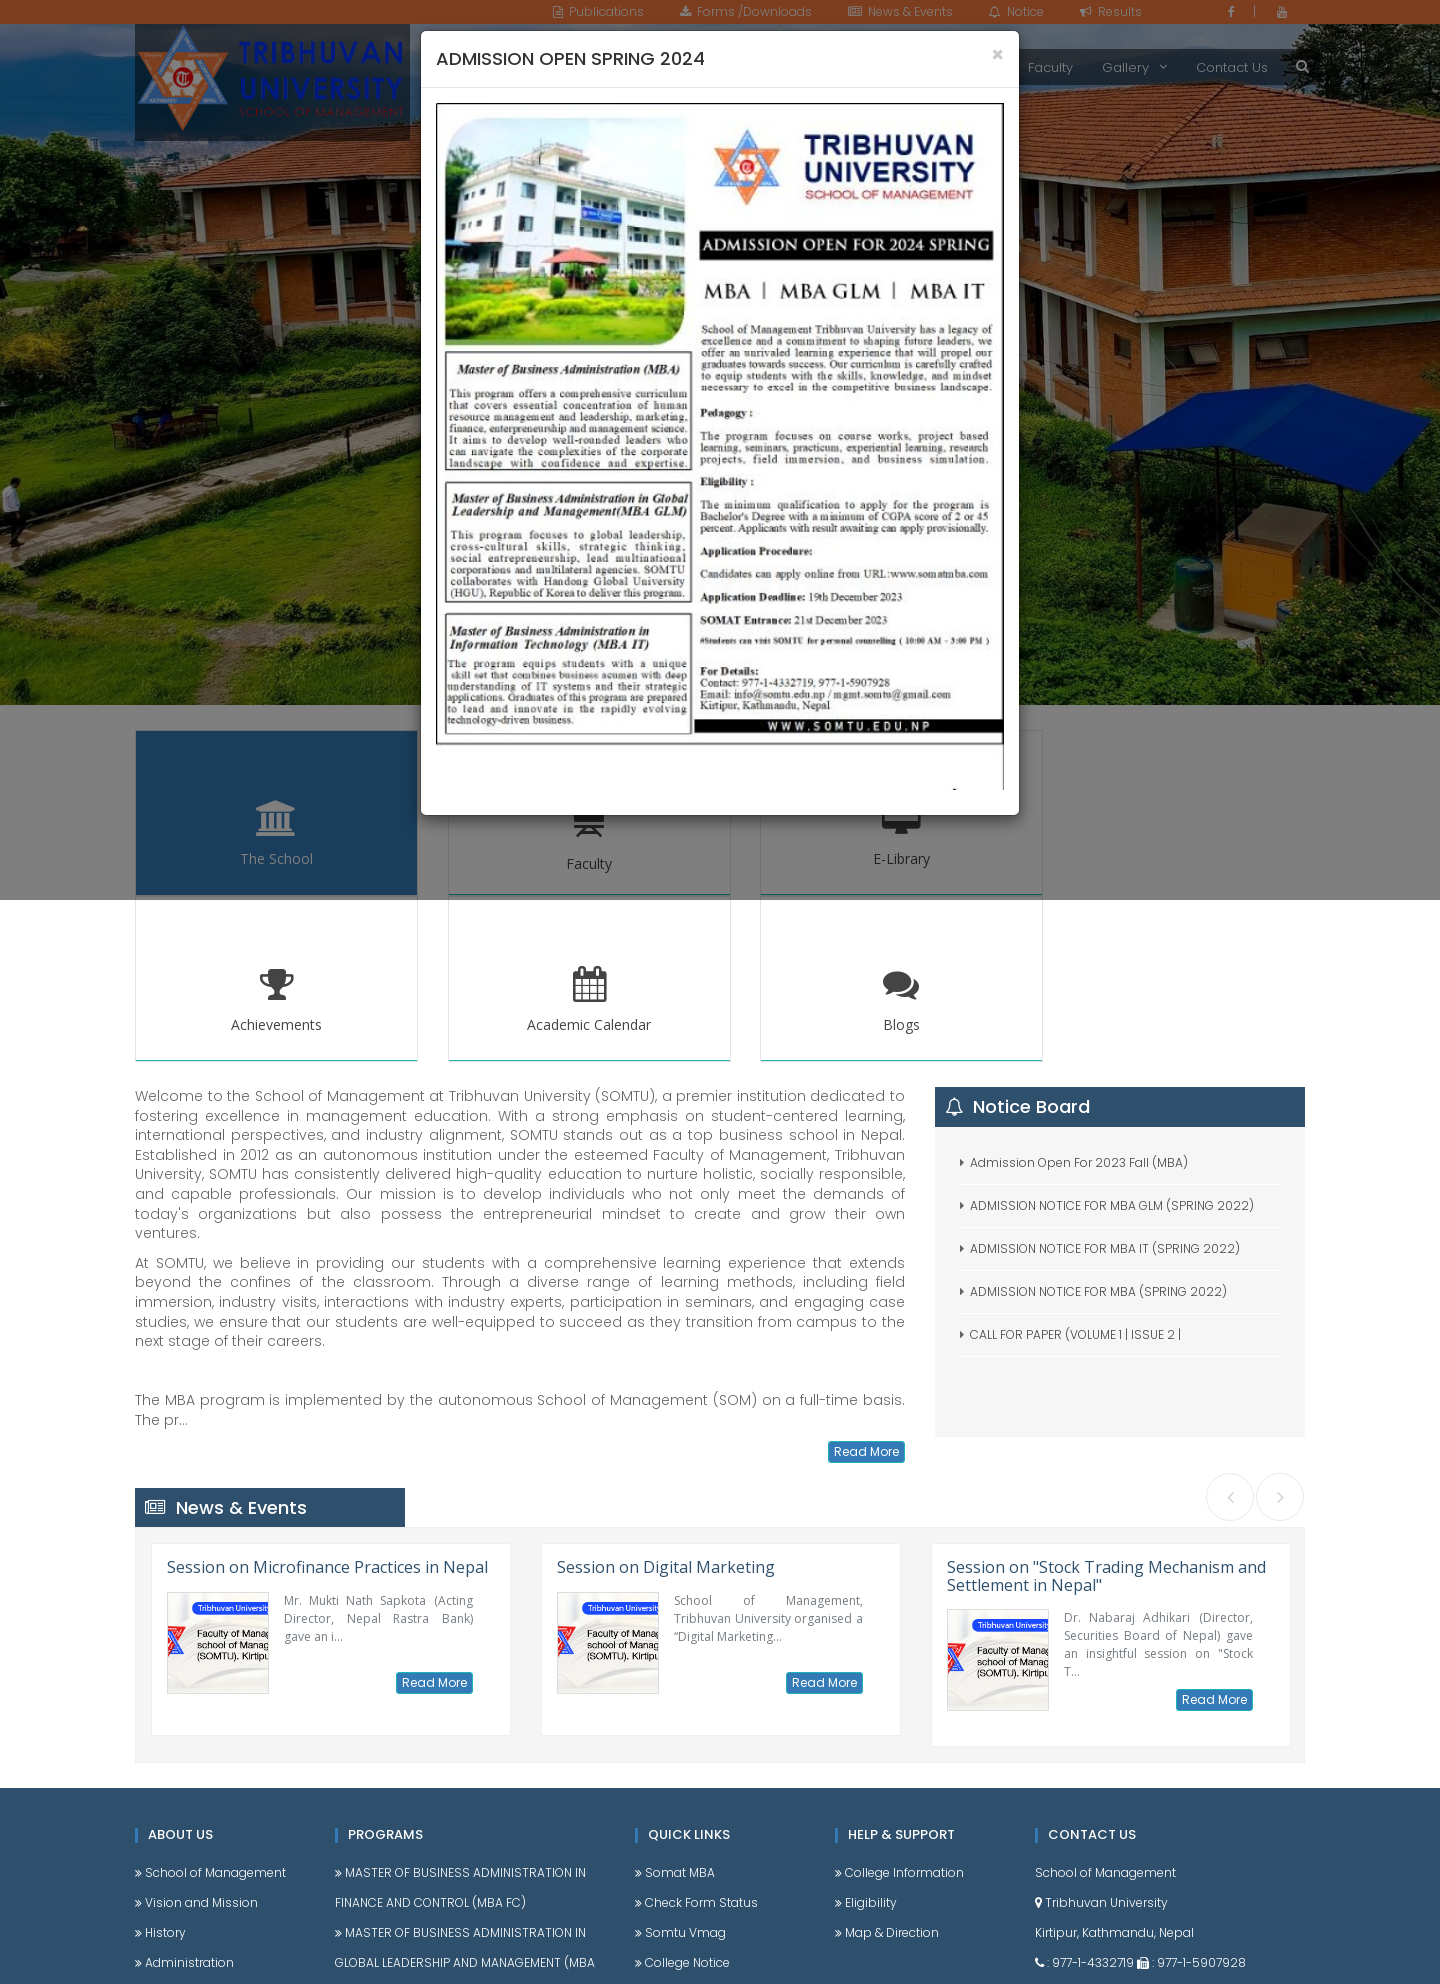 Publications Forms /Downloads News & Events Notice Results
TRIBHUVAN
UNIVERSITY
SCHOOL OF MANAGEMENT
Faculty Gallery Contact Us
ADMISSION OPEN SPRING 2024
×
TRIBHUVAN
UNIVERSITY
SCHOOL OF MANAGEMENT
ADMISSION OPEN FOR 2024 SPRING
MBA | MBA GLM | MBA IT
School of Management Tribhuvan University has a legacy of
excellence and a commitment to shaping future leaders, we
offer an unrivaled learning experience that will propel our
graduates towards success. Our curriculum is carefully crafted
to equip students with the skills, knowledge, and mindset
necessary to excel in the competitive business landscape.
Pedagogy :
The program focuses on course works, project based
learning, seminars, practicum, experiential learning, research
projects, field immersion, and business simulation.
Eligibility :
The minimum qualification to apply for the program is
Bachelor's Degree with a minimum of CGPA score of 2 or 45
percent. Applicants with result awaiting can apply provisionally.
Application Procedure:
Candidates can apply online from URL:www.somatmba.com
Application Deadline: 19th December 2023
SOMAT Entrance: 21st December 2023
#Students can visit SOMTU for personal counselling ( 10:00 AM - 3:00 PM )
For Details:
Contact: 977-1-4332719, 977-1-5907928
Email: info@somtu.edu.np / mgmt.somtu@gmail.com
Kirtipur, Kathmandu, Nepal
WWW.SOMTU.EDU.NP
Master of Business Administration (MBA)
This program offers a comprehensive curriculum
that covers essential concentration of human
resource management and leadership, marketing,
finance, enterpreneurship and management science.
It aims to develop well-rounded leaders who
can navigate the complexities of the corporate
landscape with confidence and expertise.
Master of Business Administration in Global
Leadership and Management(MBA GLM)
This program focuses to global leadership,
cross-cultural skills, strategic thinking,
social entrepreneurship, lead multinational
corporations and multilateral agencies. SOMTU
collaborates with Handong Global University
(HGU), Republic of Korea to deliver this program.
Master of Business Administration in
Information Technology (MBA IT)
The program equips students with a unique
skill set that combines business acumen with deep
understanding of IT systems and their strategic
applications. Graduates of this program are prepared
to lead and innovate in the rapidly evolving
technology-driven business.
The School
Faculty
E-Library
Achievements
Academic Calendar
Blogs
Welcome to the School of Management at Tribhuvan University (SOMTU), a premier institution dedicated to
fostering excellence in management education. With a strong emphasis on student-centered learning,
international perspectives, and industry alignment, SOMTU stands out as a top business school in Nepal.
Established in 2012 as an autonomous institution under the esteemed Faculty of Management, Tribhuvan
University, SOMTU has consistently delivered high-quality education to nurture holistic, socially responsible,
and capable professionals. Our mission is to develop individuals who not only meet the demands of
today's organizations but also possess the entrepreneurial mindset to create and grow their own
ventures.
At SOMTU, we believe in providing our students with a comprehensive learning experience that extends
beyond the confines of the classroom. Through a diverse range of learning methods, including field
immersion, industry visits, interactions with industry experts, participation in seminars, and engaging case
studies, we ensure that our students are well-equipped to succeed as they transition from campus to the
next stage of their careers.
The MBA program is implemented by the autonomous School of Management (SOM) on a full-time basis.
The pr...
Read More
Notice Board
Admission Open For 2023 Fall (MBA)
ADMISSION NOTICE FOR MBA GLM (SPRING 2022)
ADMISSION NOTICE FOR MBA IT (SPRING 2022)
ADMISSION NOTICE FOR MBA (SPRING 2022)
CALL FOR PAPER (VOLUME 1 | ISSUE 2 |
News & Events
Session on Microfinance Practices in Nepal
Tribhuvan University
Faculty of Manag
school of Manag
(SOMTU). Kirtipu
Mr. Mukti Nath Sapkota (Acting
Director, Nepal Rastra Bank)
gave an i...
Read More
Session on Digital Marketing
Tribhuvan University
Faculty of Manag
school of Manag
(SOMTU). Kirtipu
School of Management,
Tribhuvan University organised a
“Digital Marketing...
Read More
Session on "Stock Trading Mechanism and
Settlement in Nepal"
Tribhuvan University
Faculty of Manag
school of Manag
(SOMTU). Kirtipu
Dr. Nabaraj Adhikari (Director,
Securities Board of Nepal) gave
an insightful session on "Stock
T...
Read More
ABOUT US
» School of Management
» Vision and Mission
» History
» Administration
PROGRAMS
» MASTER OF BUSINESS ADMINISTRATION IN
FINANCE AND CONTROL (MBA FC)
» MASTER OF BUSINESS ADMINISTRATION IN
GLOBAL LEADERSHIP AND MANAGEMENT (MBA
QUICK LINKS
» Somat MBA
» Check Form Status
» Somtu Vmag
» College Notice
HELP & SUPPORT
» College Information
» Eligibility
» Map & Direction
CONTACT US
School of Management
Tribhuvan University
Kirtipur, Kathmandu, Nepal
: 977-1-4332719 : 977-1-5907928